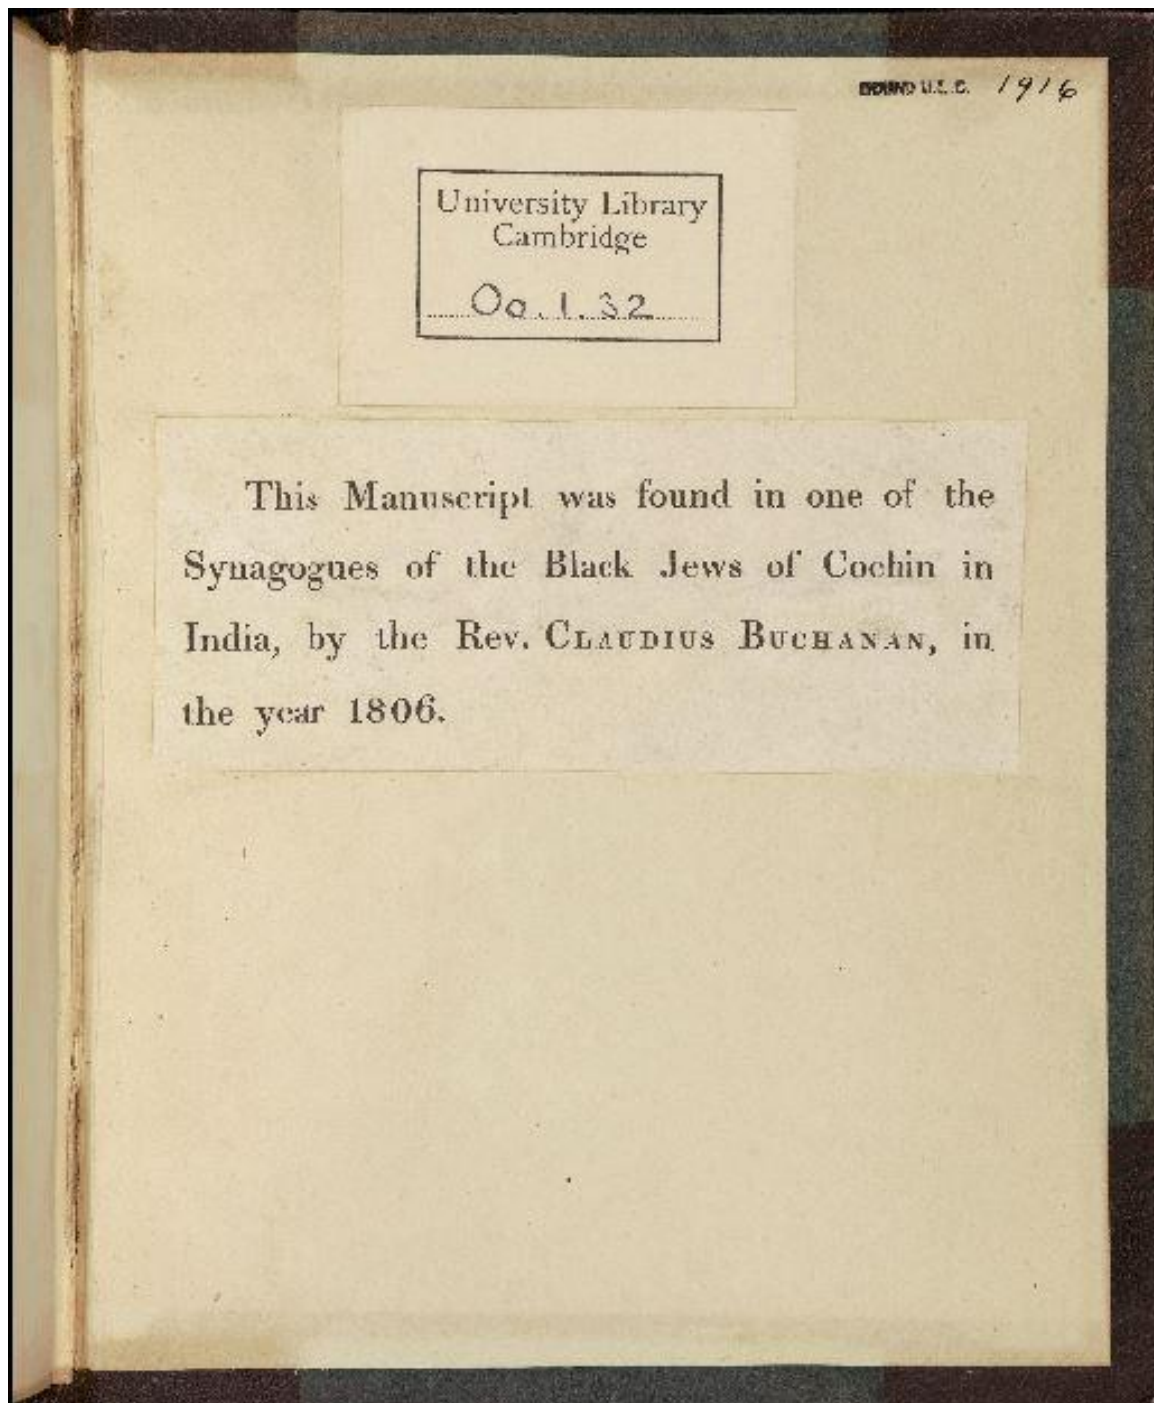 BOUND U.L.C. 1916
University Library
Cambridge
Oo.1.32
This Manuscript was found in one of the
Synagogues of the Black Jews of Cochin in
India, by the Rev. CLAUDIUS BUCHANAN, in
the year 1806.